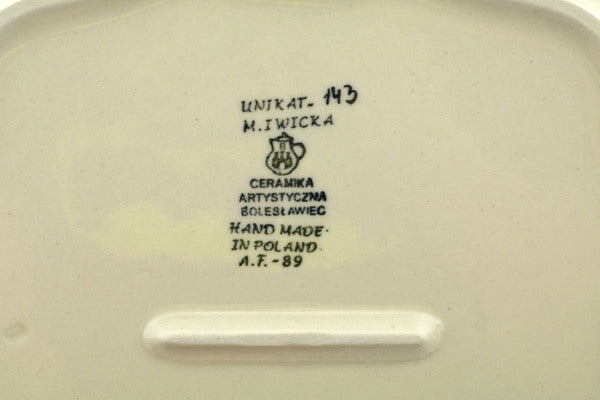 UNIKAT- 143
M.IWICKA
CERAMIKA
ARTYSTYCZNA
BOLESŁAWIEC
HAND MADE·
IN POLAND·
A.F.-89